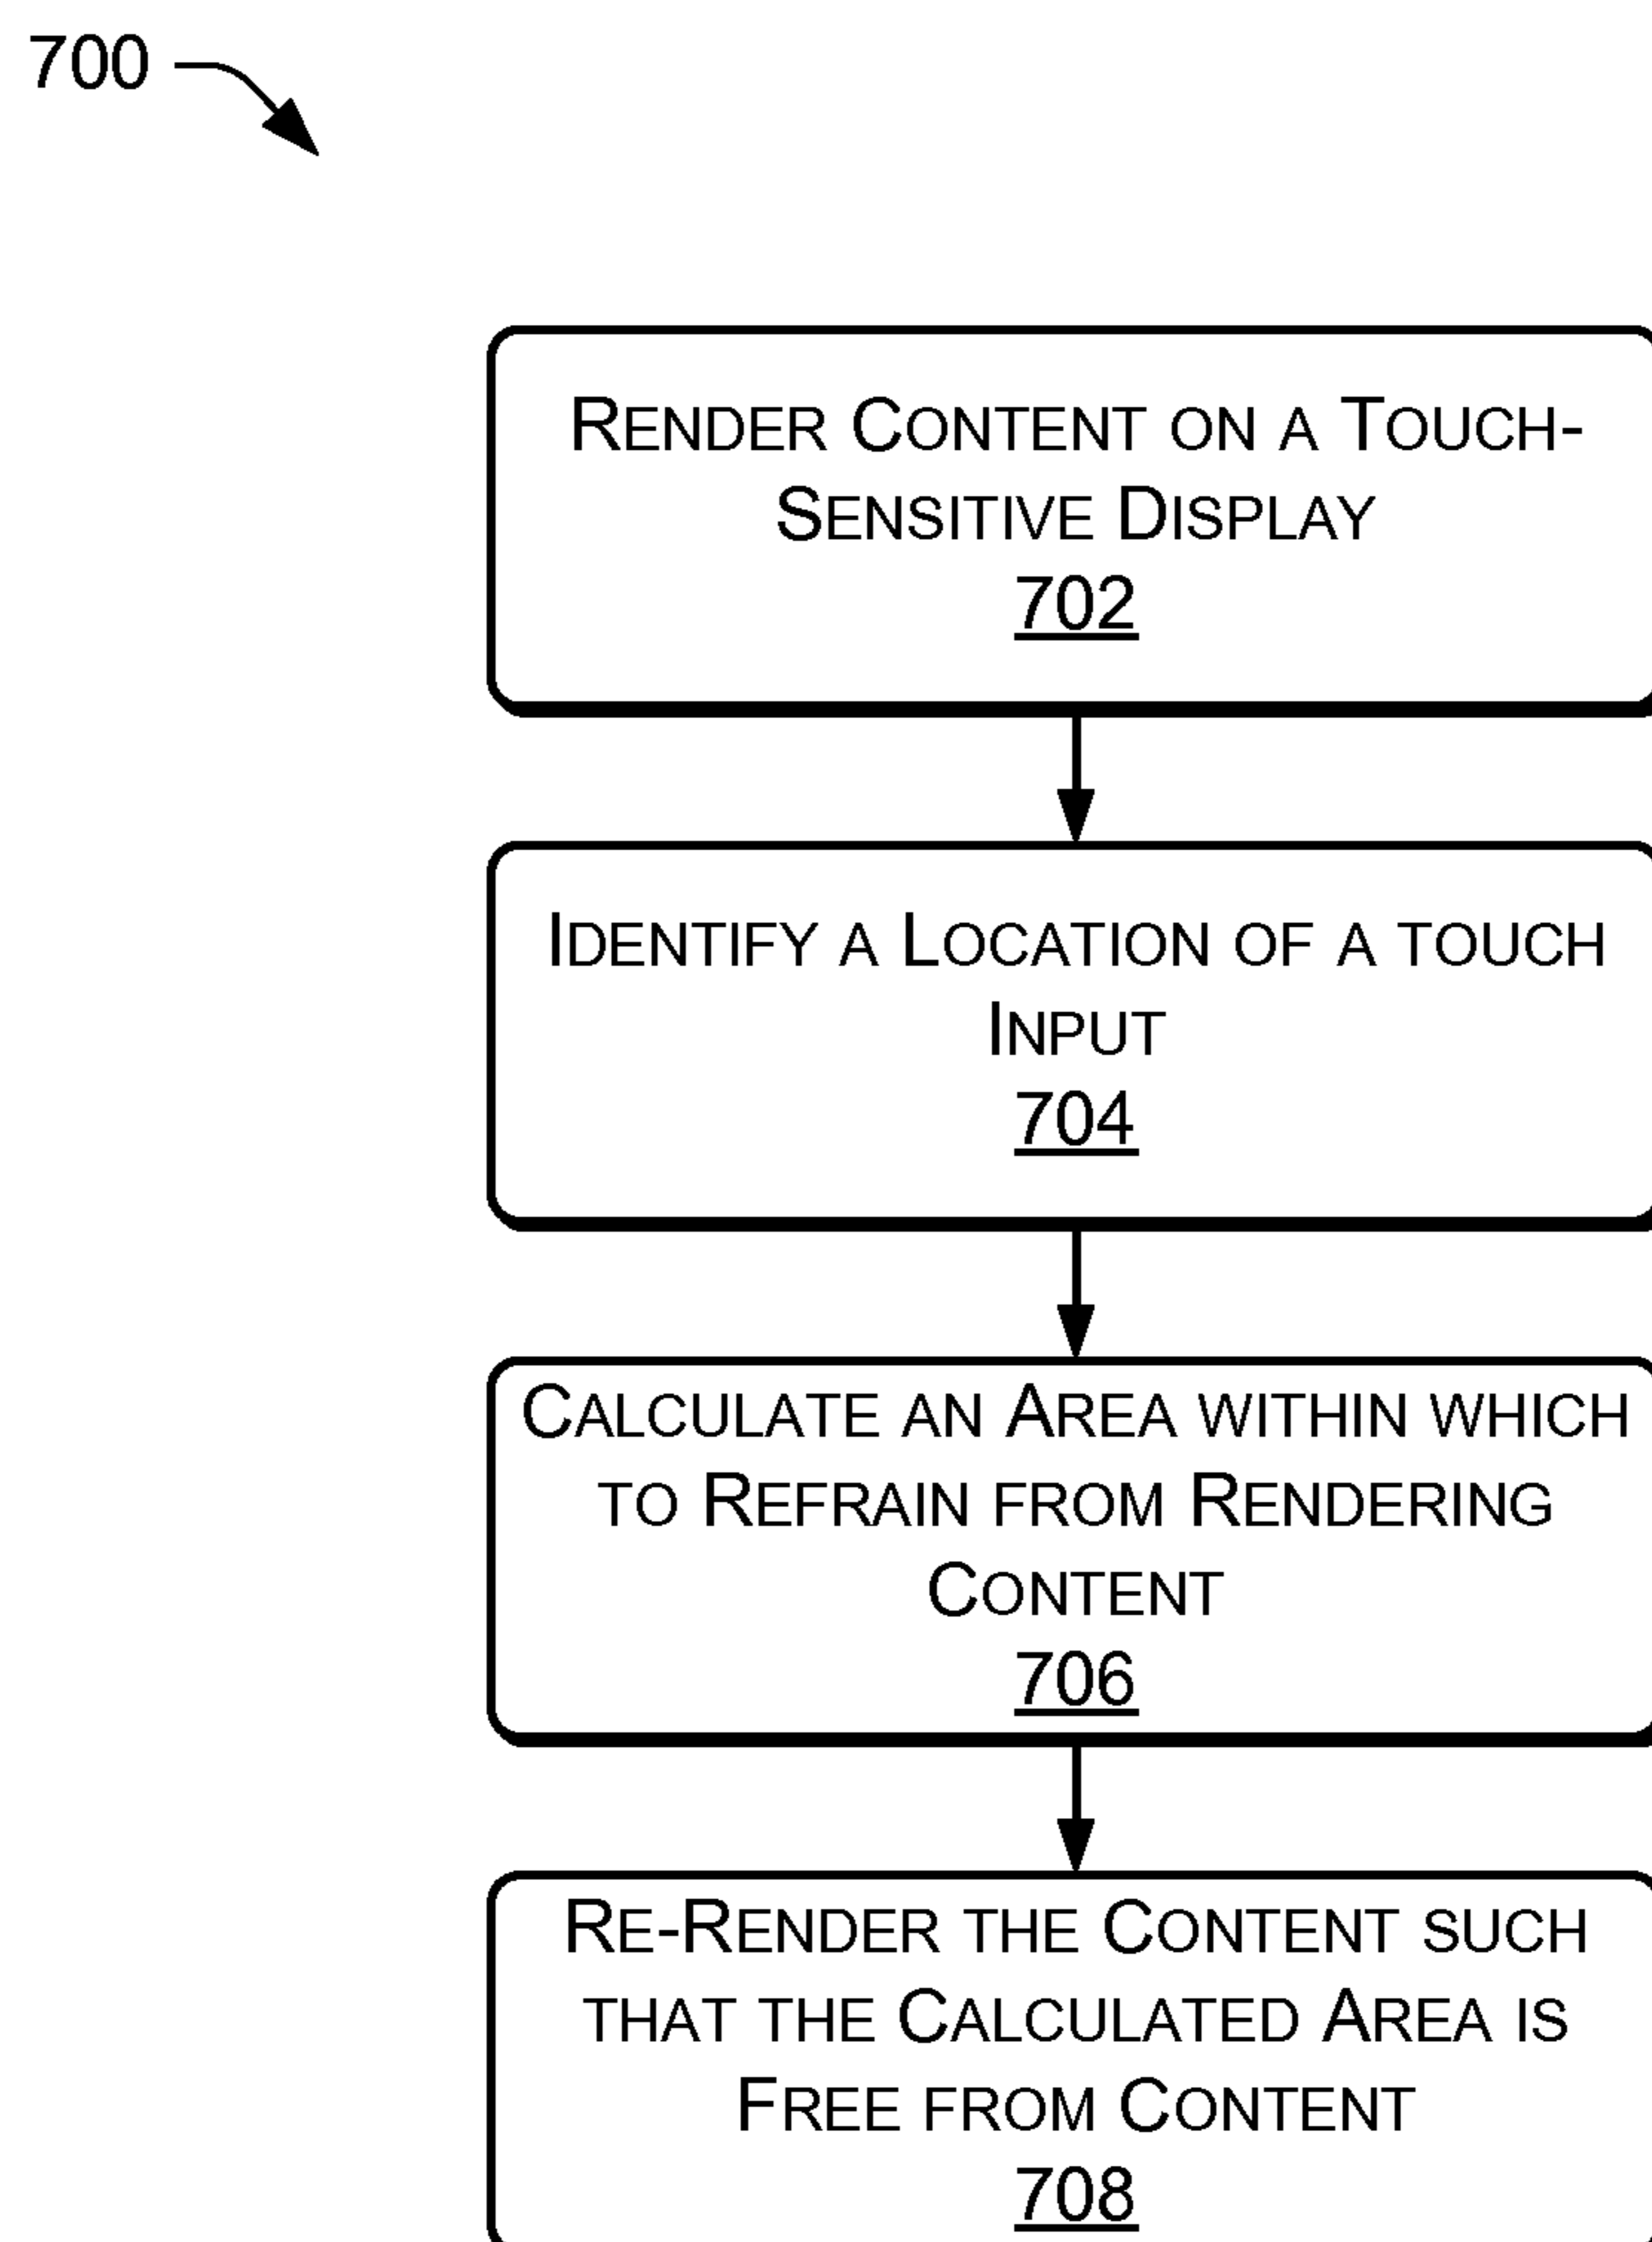 700
RENDER CONTENT ON A TOUCH-
SENSITIVE DISPLAY
702
IDENTIFY A LOCATION OF A TOUCH
INPUT
704
CALCULATE AN AREA WITHIN WHICH
TO REFRAIN FROM RENDERING
CONTENT
706
RE-RENDER THE CONTENT SUCH
THAT THE CALCULATED AREA IS
FREE FROM CONTENT
708